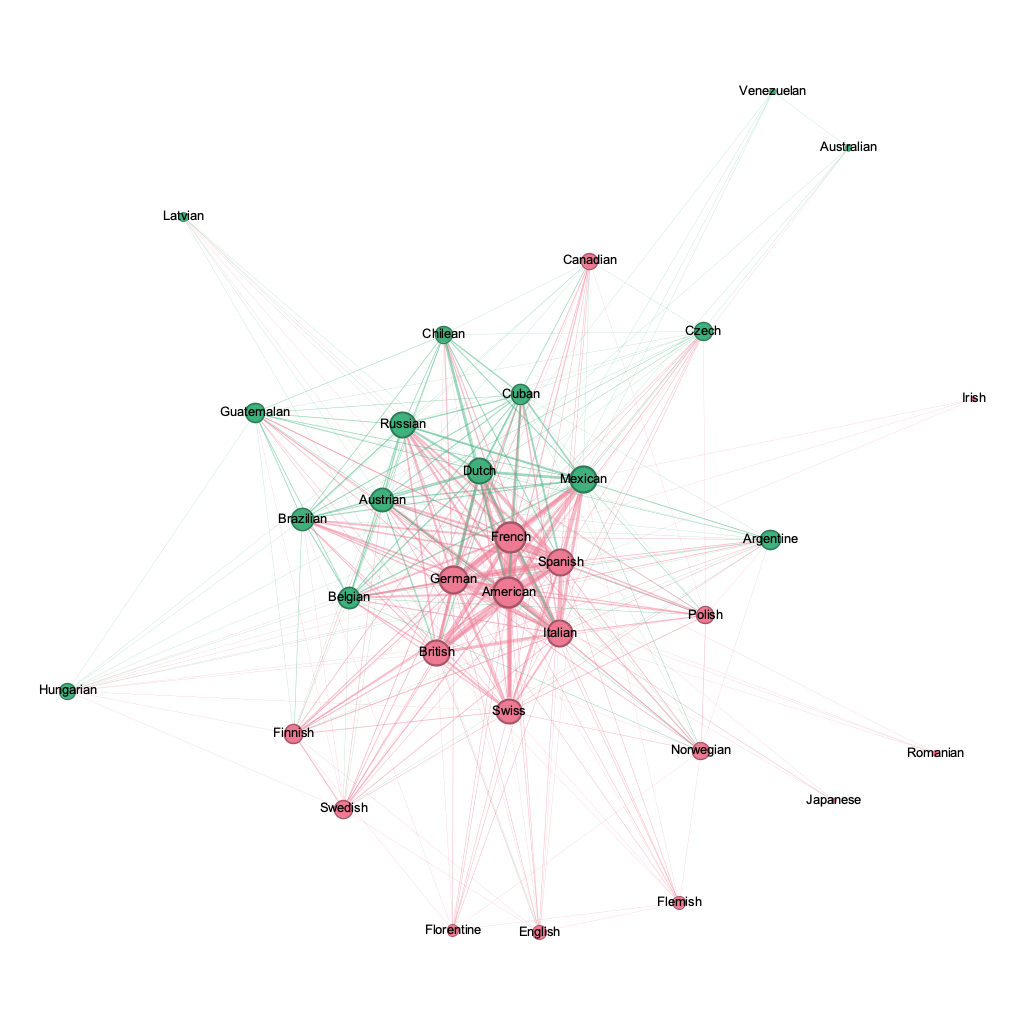 Venezuelan
Australian
Latvian
Canadian
Czech
Chilean
Cuban
Irish
Guatemalan
Russian
Dutch
Mexican
Austrian
Brazilian
French
Argentine
Spanish
German
American
Belgian
Polish
Italian
British
Hungarian
Swiss
Finnish
Norwegian
Romanian
Japanese
Swedish
Flemish
Florentine
English